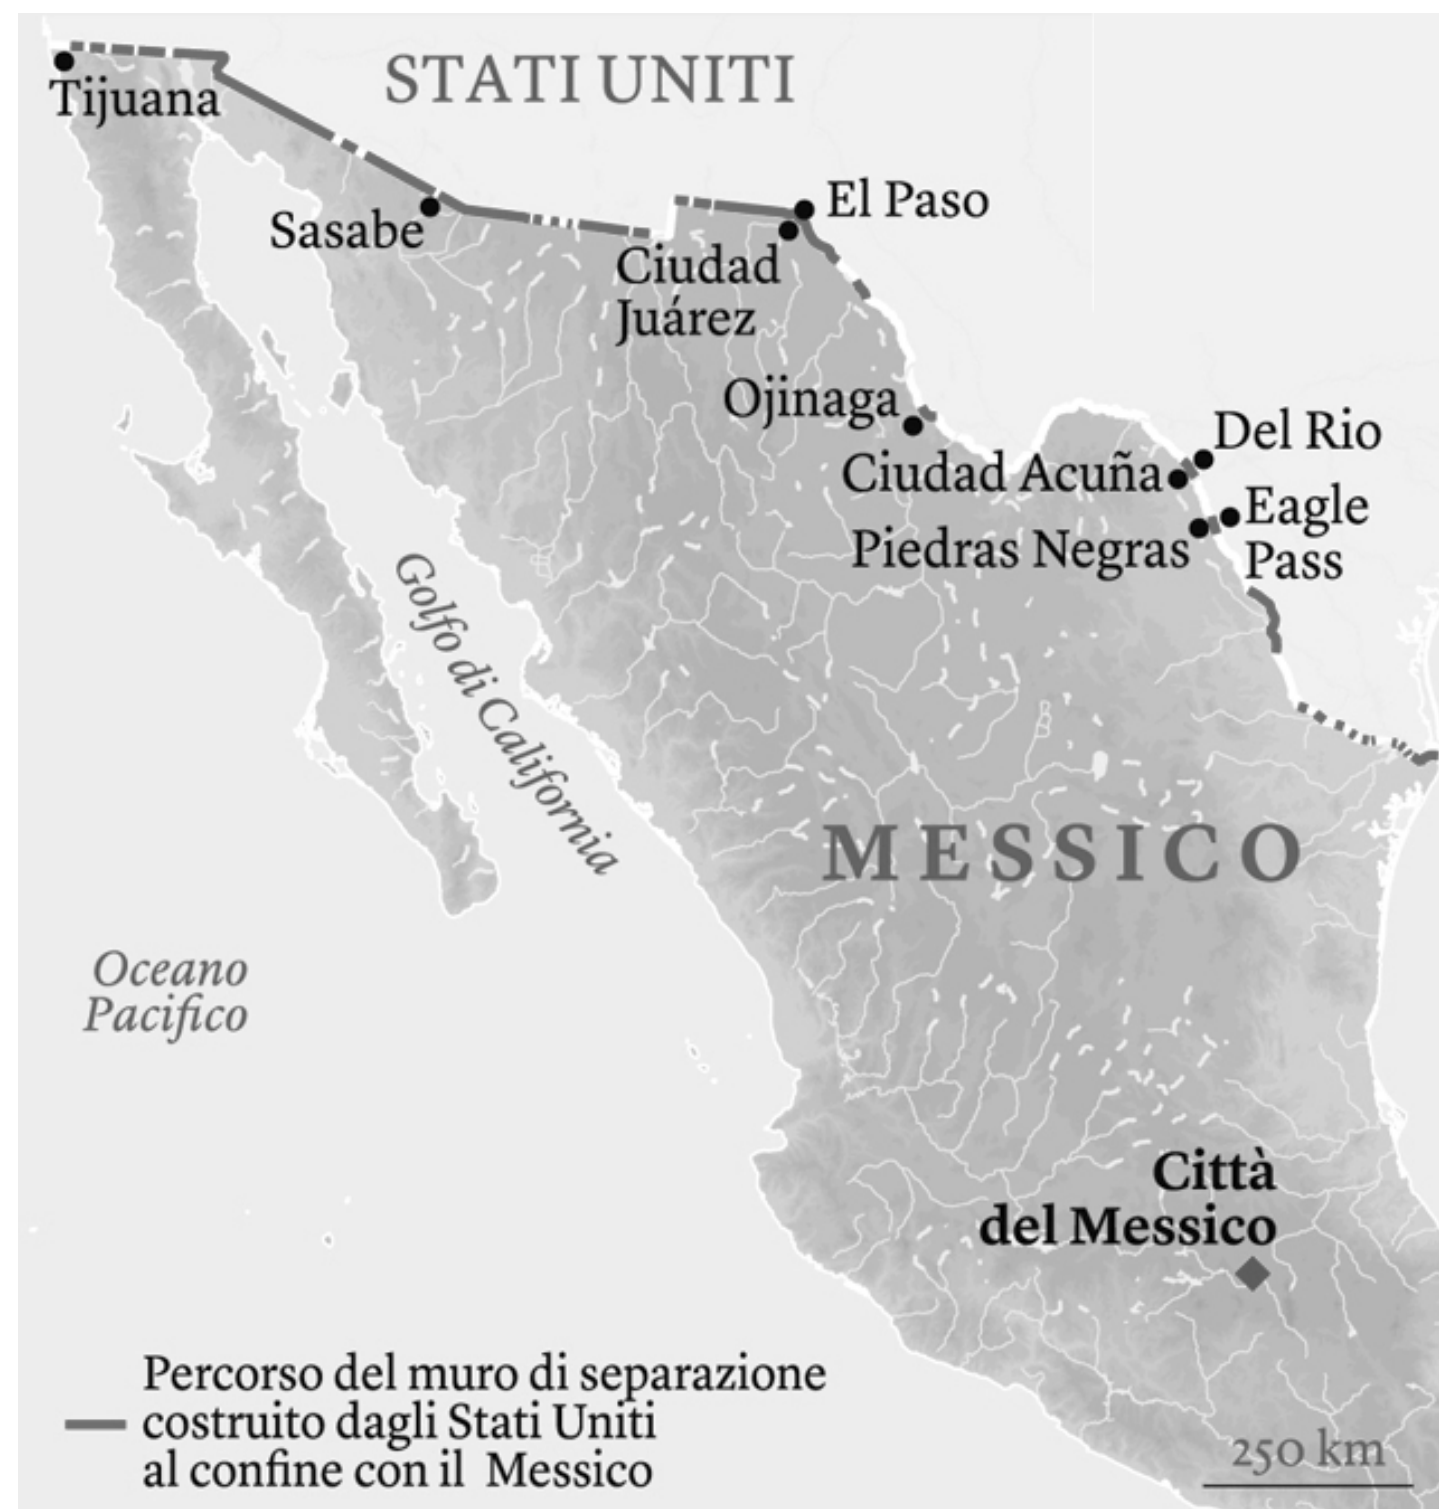 STATI UNITI
Tijuana
El Paso
Sasabe
Ciudad
Juárez
Ojinaga
Del Rio
Ciudad Acuña
Eagle
Pass
Piedras Negras
Golfo di California
MESSICO
Oceano
Pacifico
Città
del Messico
Percorso del muro di separazione
costruito dagli Stati Uniti
al confine con il Messico
250 km